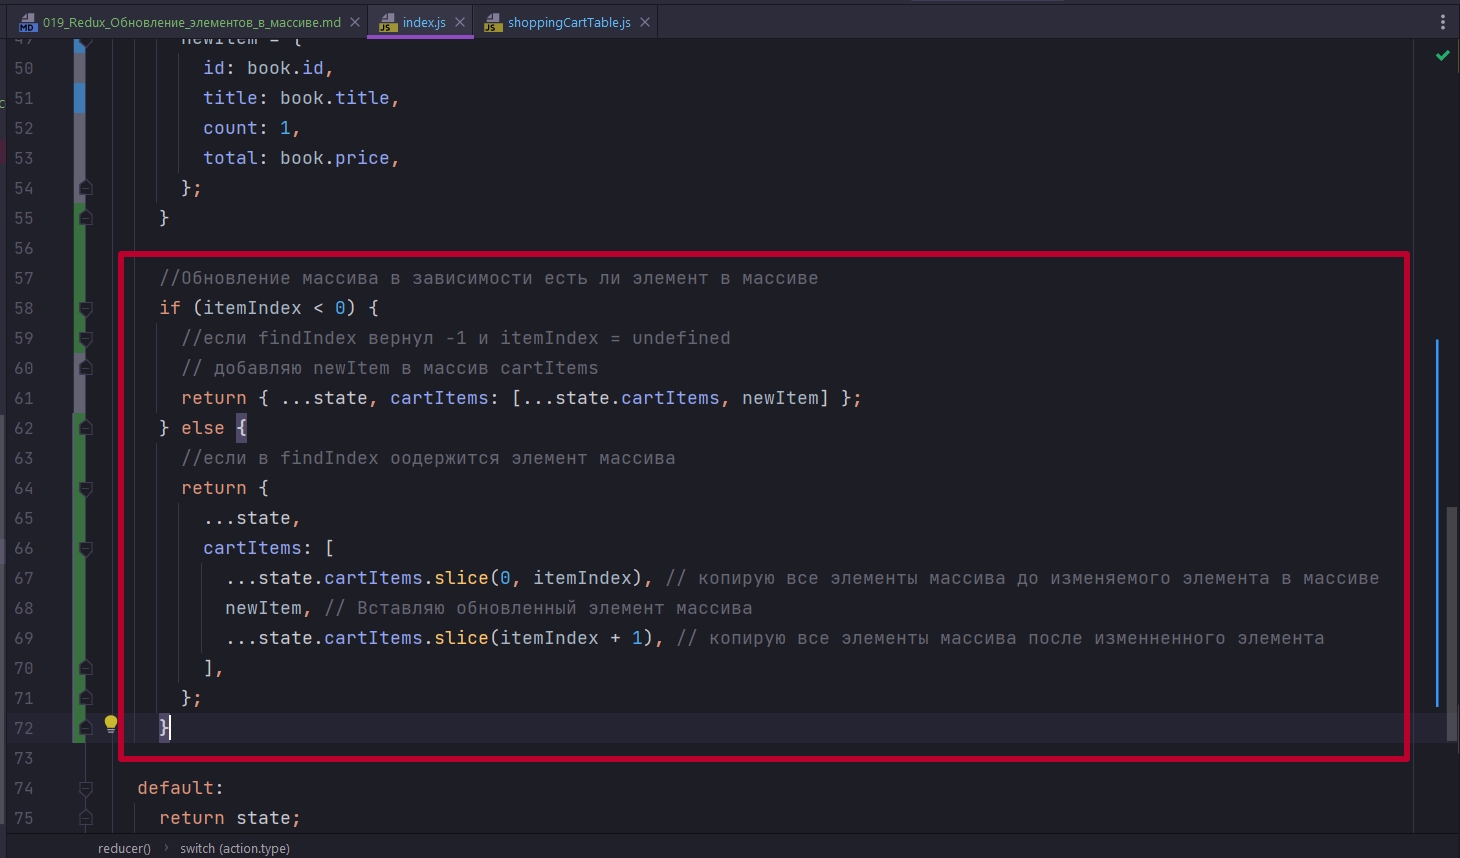 019_Redux_Обновление_элементов_в_массиве.md index.js shoppingCartTable.js
49 newItem = {
50 id: book.id,
51 title: book.title,
52 count: 1,
53 total: book.price,
54 };
55 }
56
57 //Обновление массива в зависимости есть ли элемент в массиве
58 if (itemIndex < 0) {
59 //если findIndex вернул -1 и itemIndex = undefined
60 // добавляю newItem в массив cartItems
61 return { ...state, cartItems: [...state.cartItems, newItem] };
62 } else {
63 //если в findIndex оодержится элемент массива
64 return {
65 ...state,
66 cartItems: [
67 ...state.cartItems.slice(0, itemIndex), // копирую все элементы массива до изменяемого элемента в массиве
68 newItem, // Вставляю обновленный элемент массива
69 ...state.cartItems.slice(itemIndex + 1), // копирую все элементы массива после изменненного элемента
70 ],
71 };
72 }
73
74 default:
75 return state;
reducer() › switch (action.type)